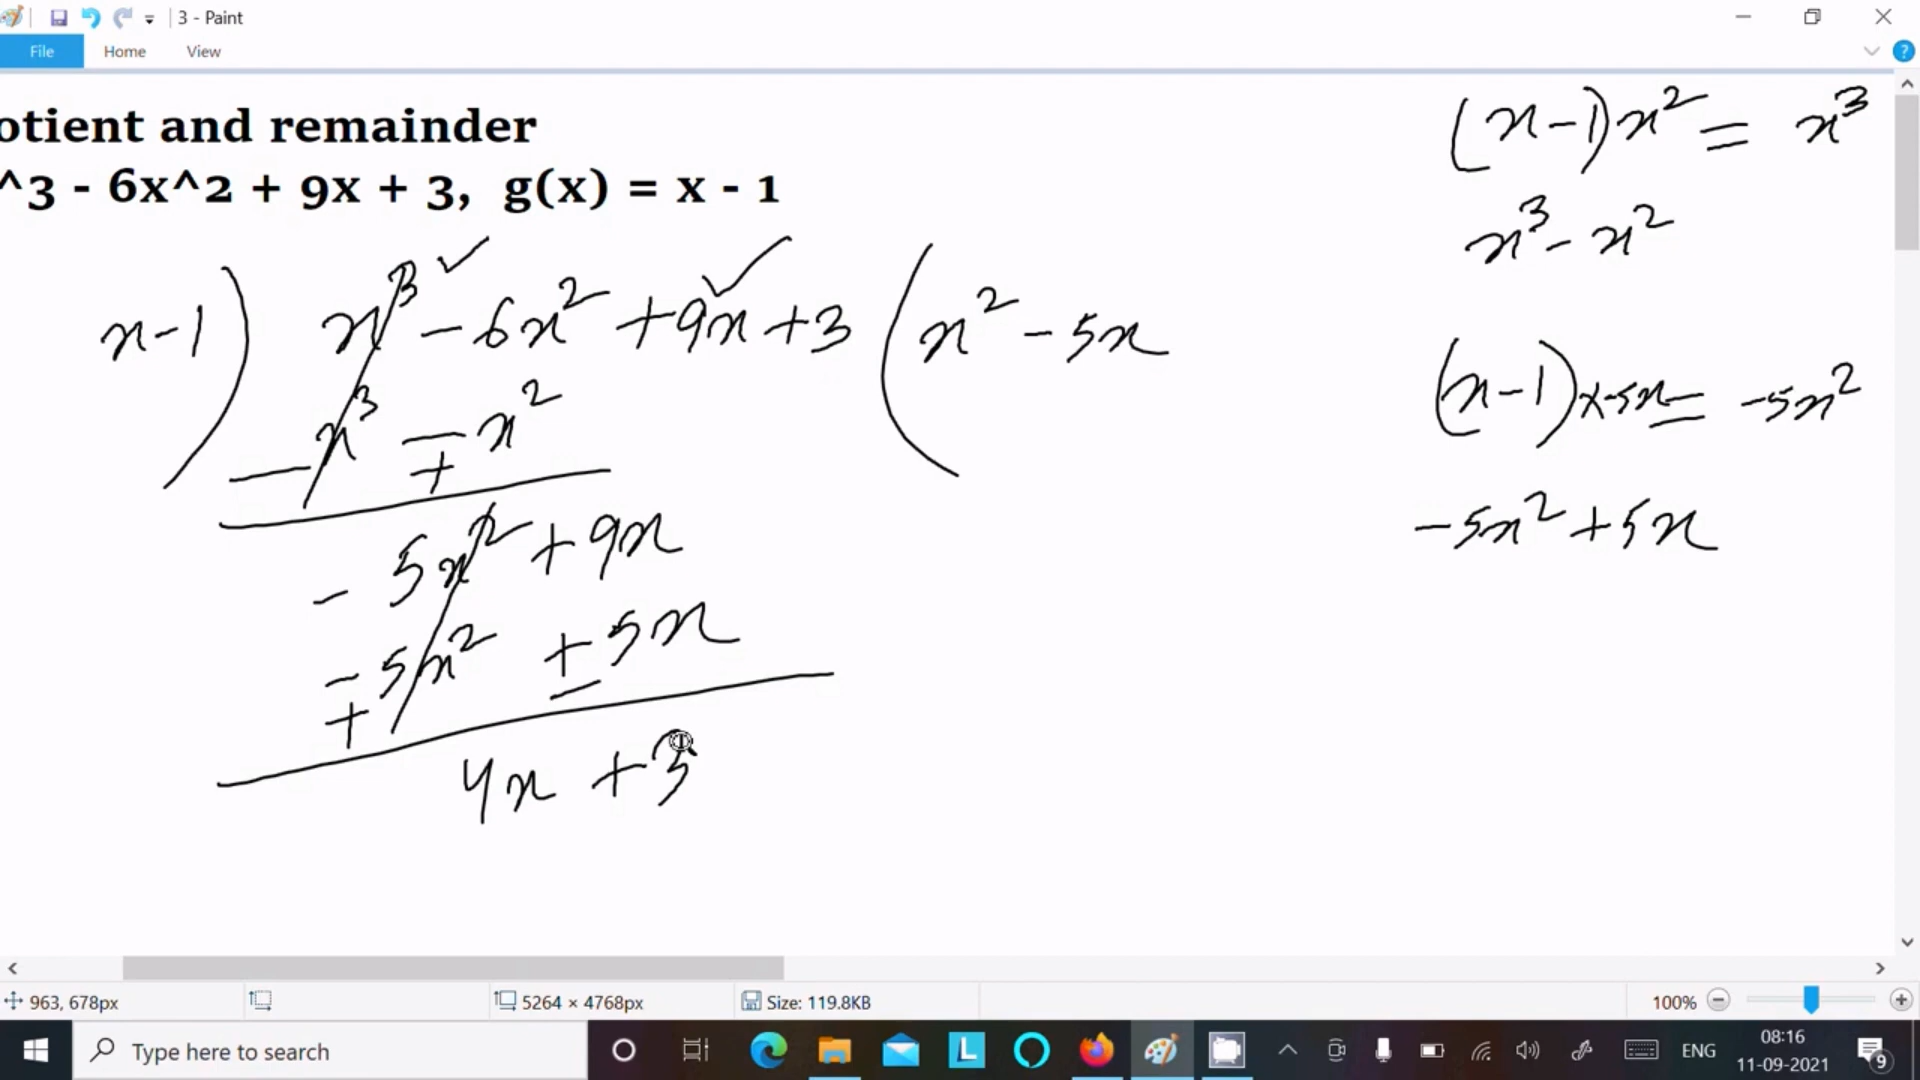 3 - Paint
File Home View
otient and remainder
^3 - 6x^2 + 9x + 3, g(x) = x - 1
(x-1)x² = x³
x³ - x²
x-1) x³ - 6x² + 9x + 3 (x² - 5x
x³ - x²
- +
(x-1)x-5x = -5x²
-5x² + 5x
- 5x² + 9x
- 5x² + 5x
+ -
4x + 3
963, 678px
5264 × 4768px
Size: 119.8KB
100%
Type here to search
L
ENG
08:16
11-09-2021
9